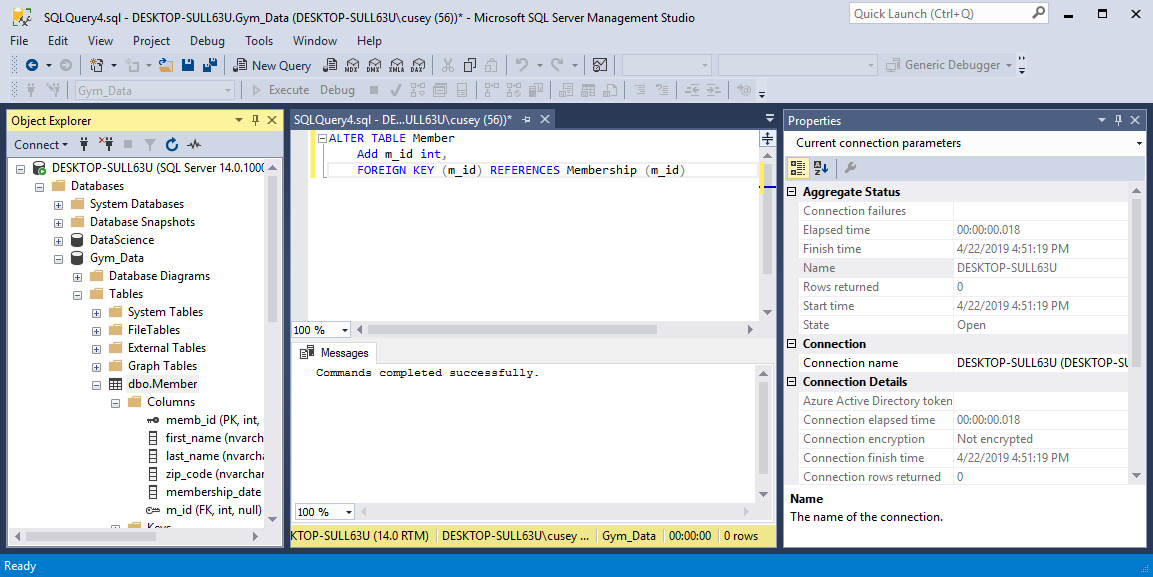 SQLQuery4.sql - DESKTOP-SULL63U.Gym_Data (DESKTOP-SULL63U\cusey (56))* - Microsoft SQL Server Management Studio
Quick Launch (Ctrl+Q)
File Edit View Project Debug Tools Window Help
New Query MDX DMX XMLA DAX Generic Debugger
Gym_Data Execute Debug
Object Explorer
Connect
DESKTOP-SULL63U (SQL Server 14.0.1000
Databases
System Databases
Database Snapshots
DataScience
Gym_Data
Database Diagrams
Tables
System Tables
FileTables
External Tables
Graph Tables
dbo.Member
Columns
memb_id (PK, int,
first_name (nvarch
last_name (nvarcha
zip_code (nvarchar
membership_date
m_id (FK, int, null)
Keys
SQLQuery4.sql - DE...ULL63U\cusey (56))*
ALTER TABLE Member
Add m_id int,
FOREIGN KEY (m_id) REFERENCES Membership (m_id)
100 %
Messages
Commands completed successfully.
100 %
KTOP-SULL63U (14.0 RTM) DESKTOP-SULL63U\cusey ... Gym_Data 00:00:00 0 rows
Properties
Current connection parameters
Aggregate Status
Connection failures
Elapsed time 00:00:00.018
Finish time 4/22/2019 4:51:19 PM
Name DESKTOP-SULL63U
Rows returned 0
Start time 4/22/2019 4:51:19 PM
State Open
Connection
Connection name DESKTOP-SULL63U (DESKTOP-SU
Connection Details
Azure Active Directory token
Connection elapsed time 00:00:00.018
Connection encryption Not encrypted
Connection finish time 4/22/2019 4:51:19 PM
Connection rows returned 0
Name
The name of the connection.
Ready